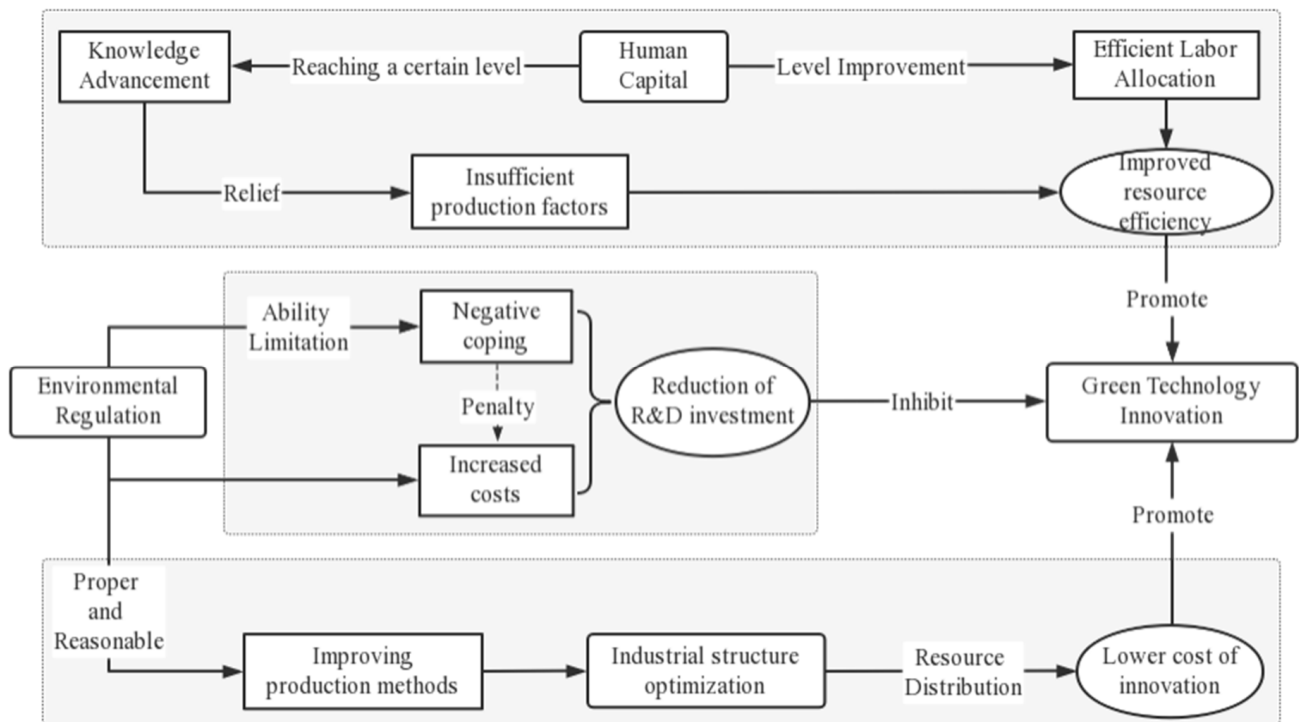 Knowledge
Advancement
Reaching a certain level
Human
Capital
Level Improvement
Efficient Labor
Allocation
Relief
Insufficient
production factors
Improved
resource
efficiency
Promote
Ability
Limitation
Negative
coping
Environmental
Regulation
Penalty
Reduction of
R&D investment
Inhibit
Green Technology
Innovation
Increased
costs
Promote
Proper
and
Reasonable
Improving
production methods
Industrial structure
optimization
Resource
Distribution
Lower cost of
innovation